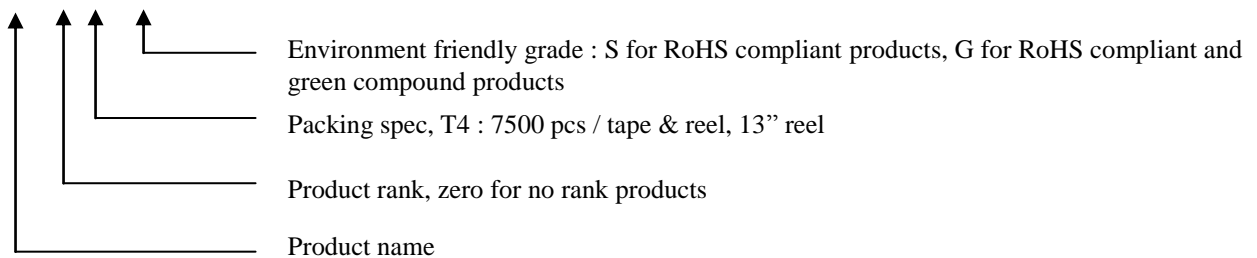 Environment friendly grade : S for RoHS compliant products, G for RoHS compliant and
green compound products
Packing spec, T4 : 7500 pcs / tape & reel, 13” reel
Product rank, zero for no rank products
Product name